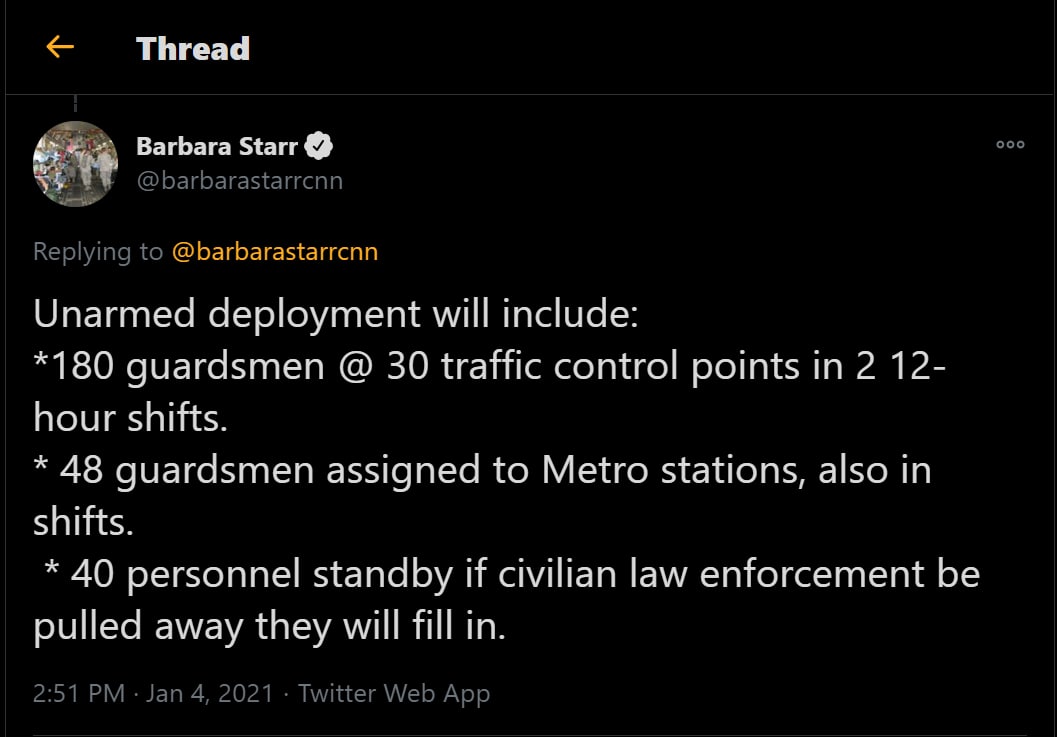 Thread
Barbara Starr
@barbarastarrcnn
Replying to @barbarastarrcnn
Unarmed deployment will include:
*180 guardsmen @ 30 traffic control points in 2 12-
hour shifts.
* 48 guardsmen assigned to Metro stations, also in
shifts.
* 40 personnel standby if civilian law enforcement be
pulled away they will fill in.
2:51 PM · Jan 4, 2021 · Twitter Web App